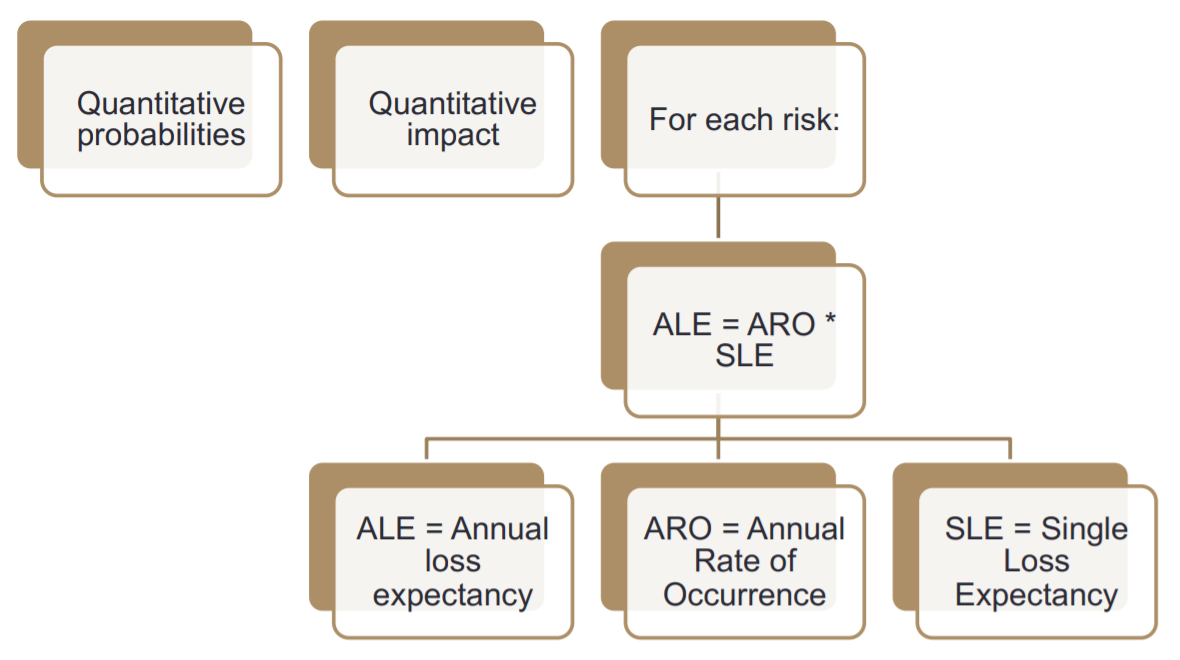 Quantitative
probabilities
Quantitative
impact
For each risk:
ALE = ARO *
SLE
ALE = Annual
loss
expectancy
ARO = Annual
Rate of
Occurrence
SLE = Single
Loss
Expectancy